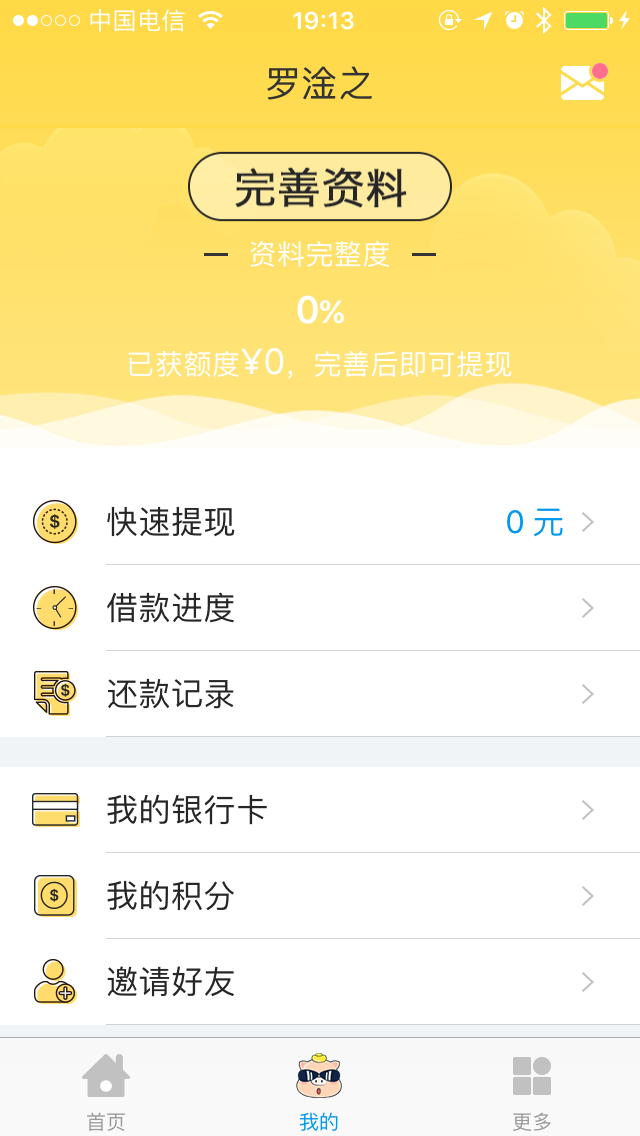 中国电信 19:13
罗淦之
完善资料
资料完整度
0%
已获额度¥0，完善后即可提现
快速提现 0 元
借款进度
还款记录
我的银行卡
我的积分
邀请好友
首页 我的 更多